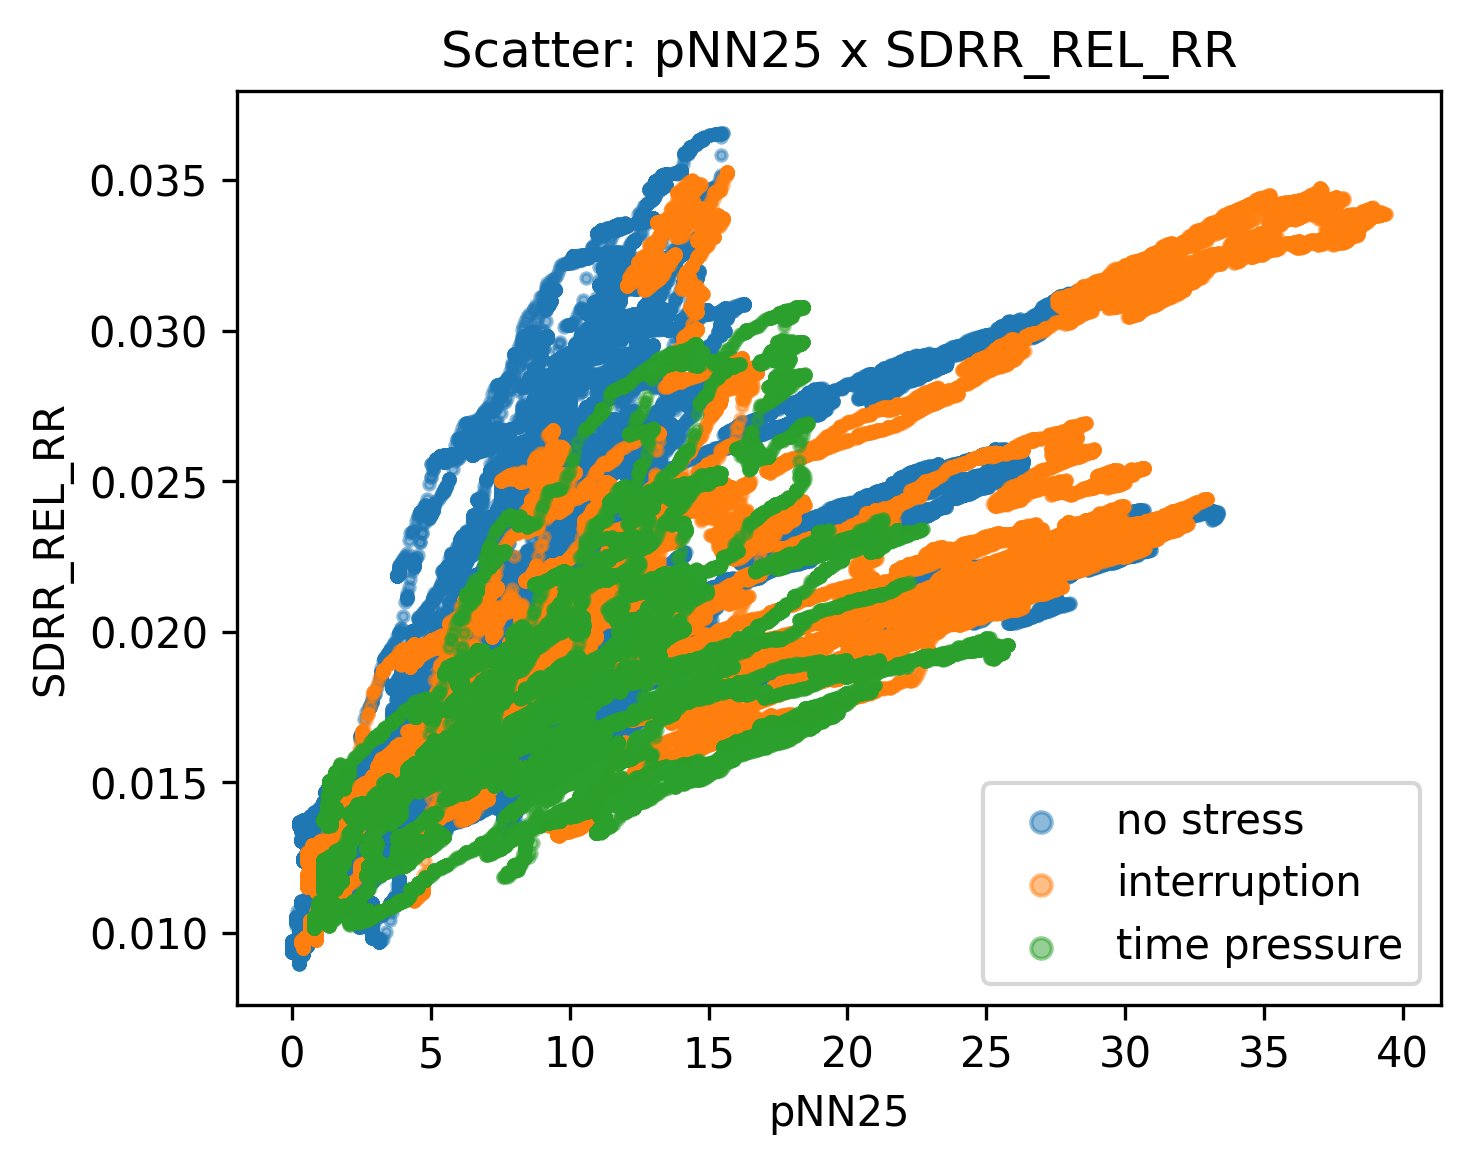 Scatter: pNN25 x SDRR_REL_RR
SDRR_REL_RR
0.035
0.030
0.025
0.020
0.015
0.010
0 5 10 15 20 25 30 35 40
pNN25
no stress
interruption
time pressure